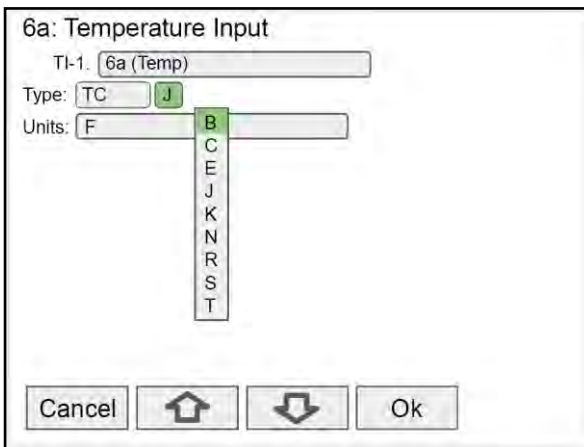 6a: Temperature Input
TI-1. 6a (Temp)
Type: TC J
Units: F
B
C
E
J
K
N
R
S
T
Cancel Ok